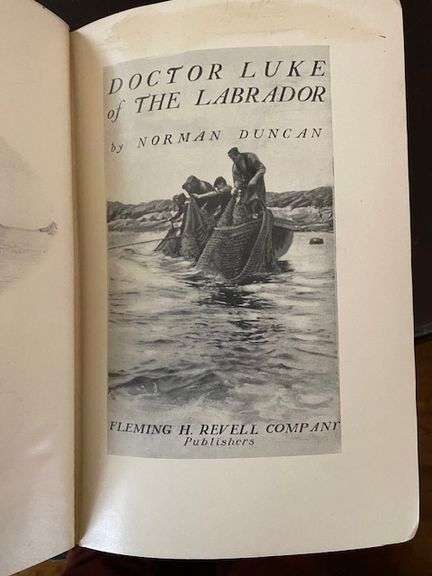 DOCTOR LUKE
of THE LABRADOR
by NORMAN DUNCAN
FLEMING H. REVELL COMPANY
Publishers